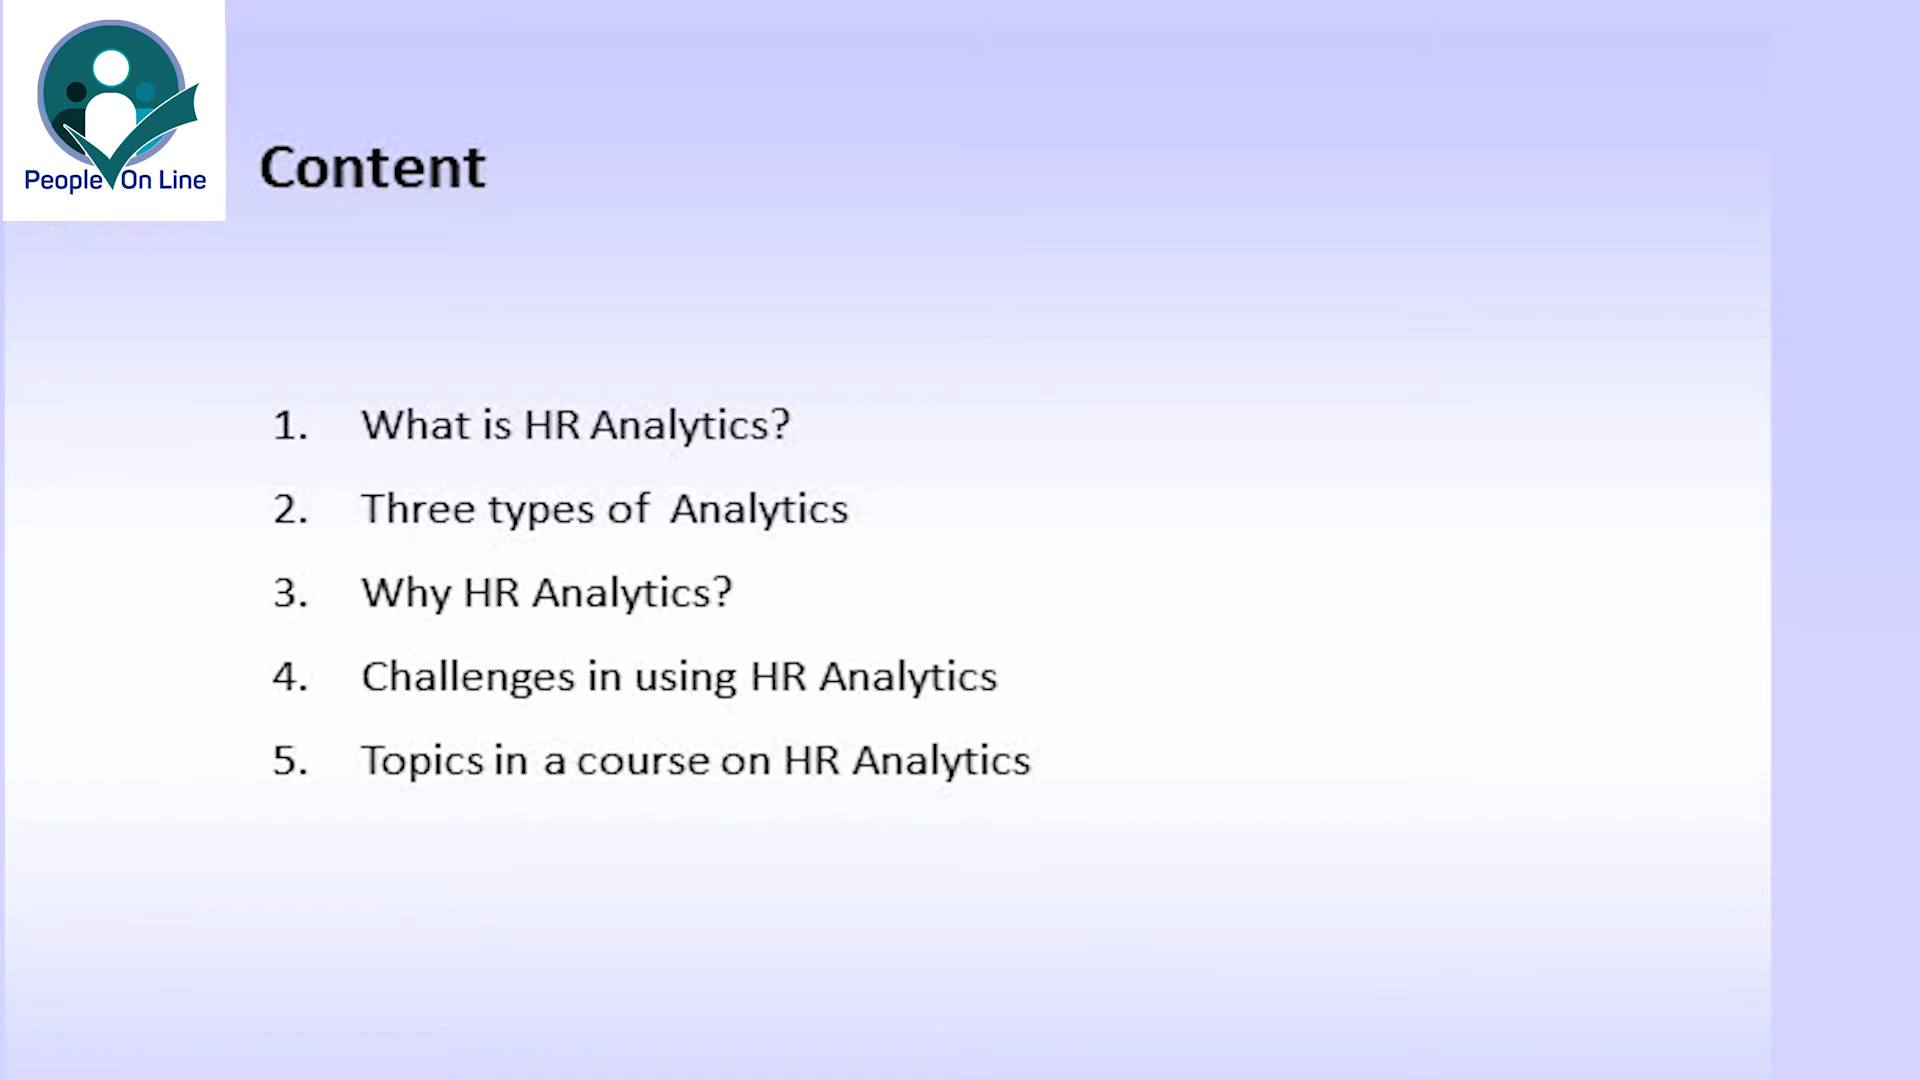 People On Line
Content
1. What is HR Analytics?
2. Three types of Analytics
3. Why HR Analytics?
4. Challenges in using HR Analytics
5. Topics in a course on HR Analytics